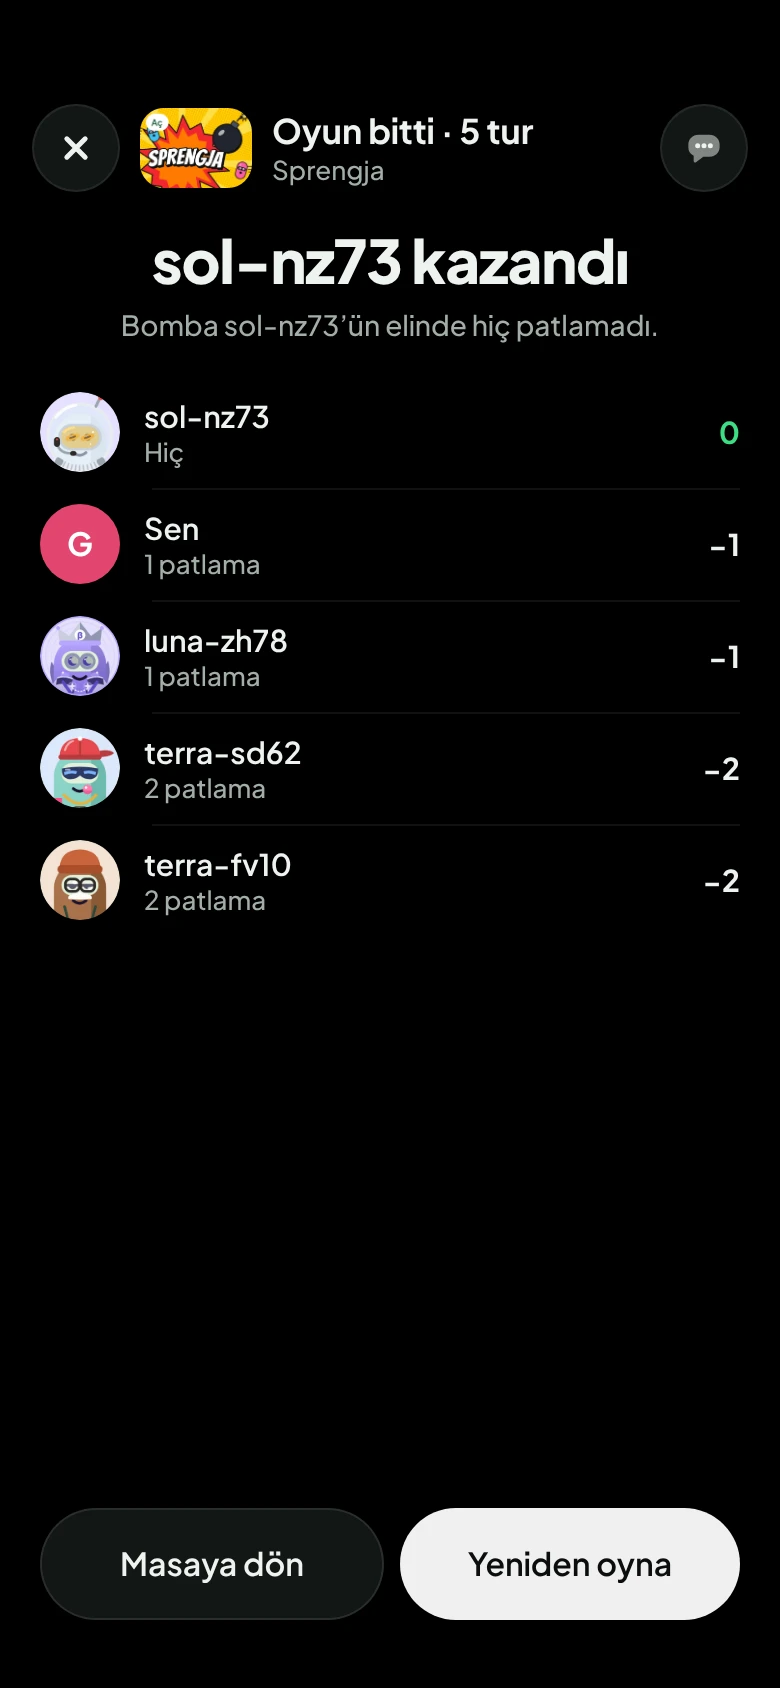 Aç
SPRENGJA
Oyun bitti · 5 tur
Sprengja
sol-nz73 kazandı
Bomba sol-nz73’ün elinde hiç patlamadı.
sol-nz73
Hiç
0
G
Sen
1 patlama
-1
β
luna-zh78
1 patlama
-1
terra-sd62
2 patlama
-2
terra-fv10
2 patlama
-2
Masaya dön
Yeniden oyna